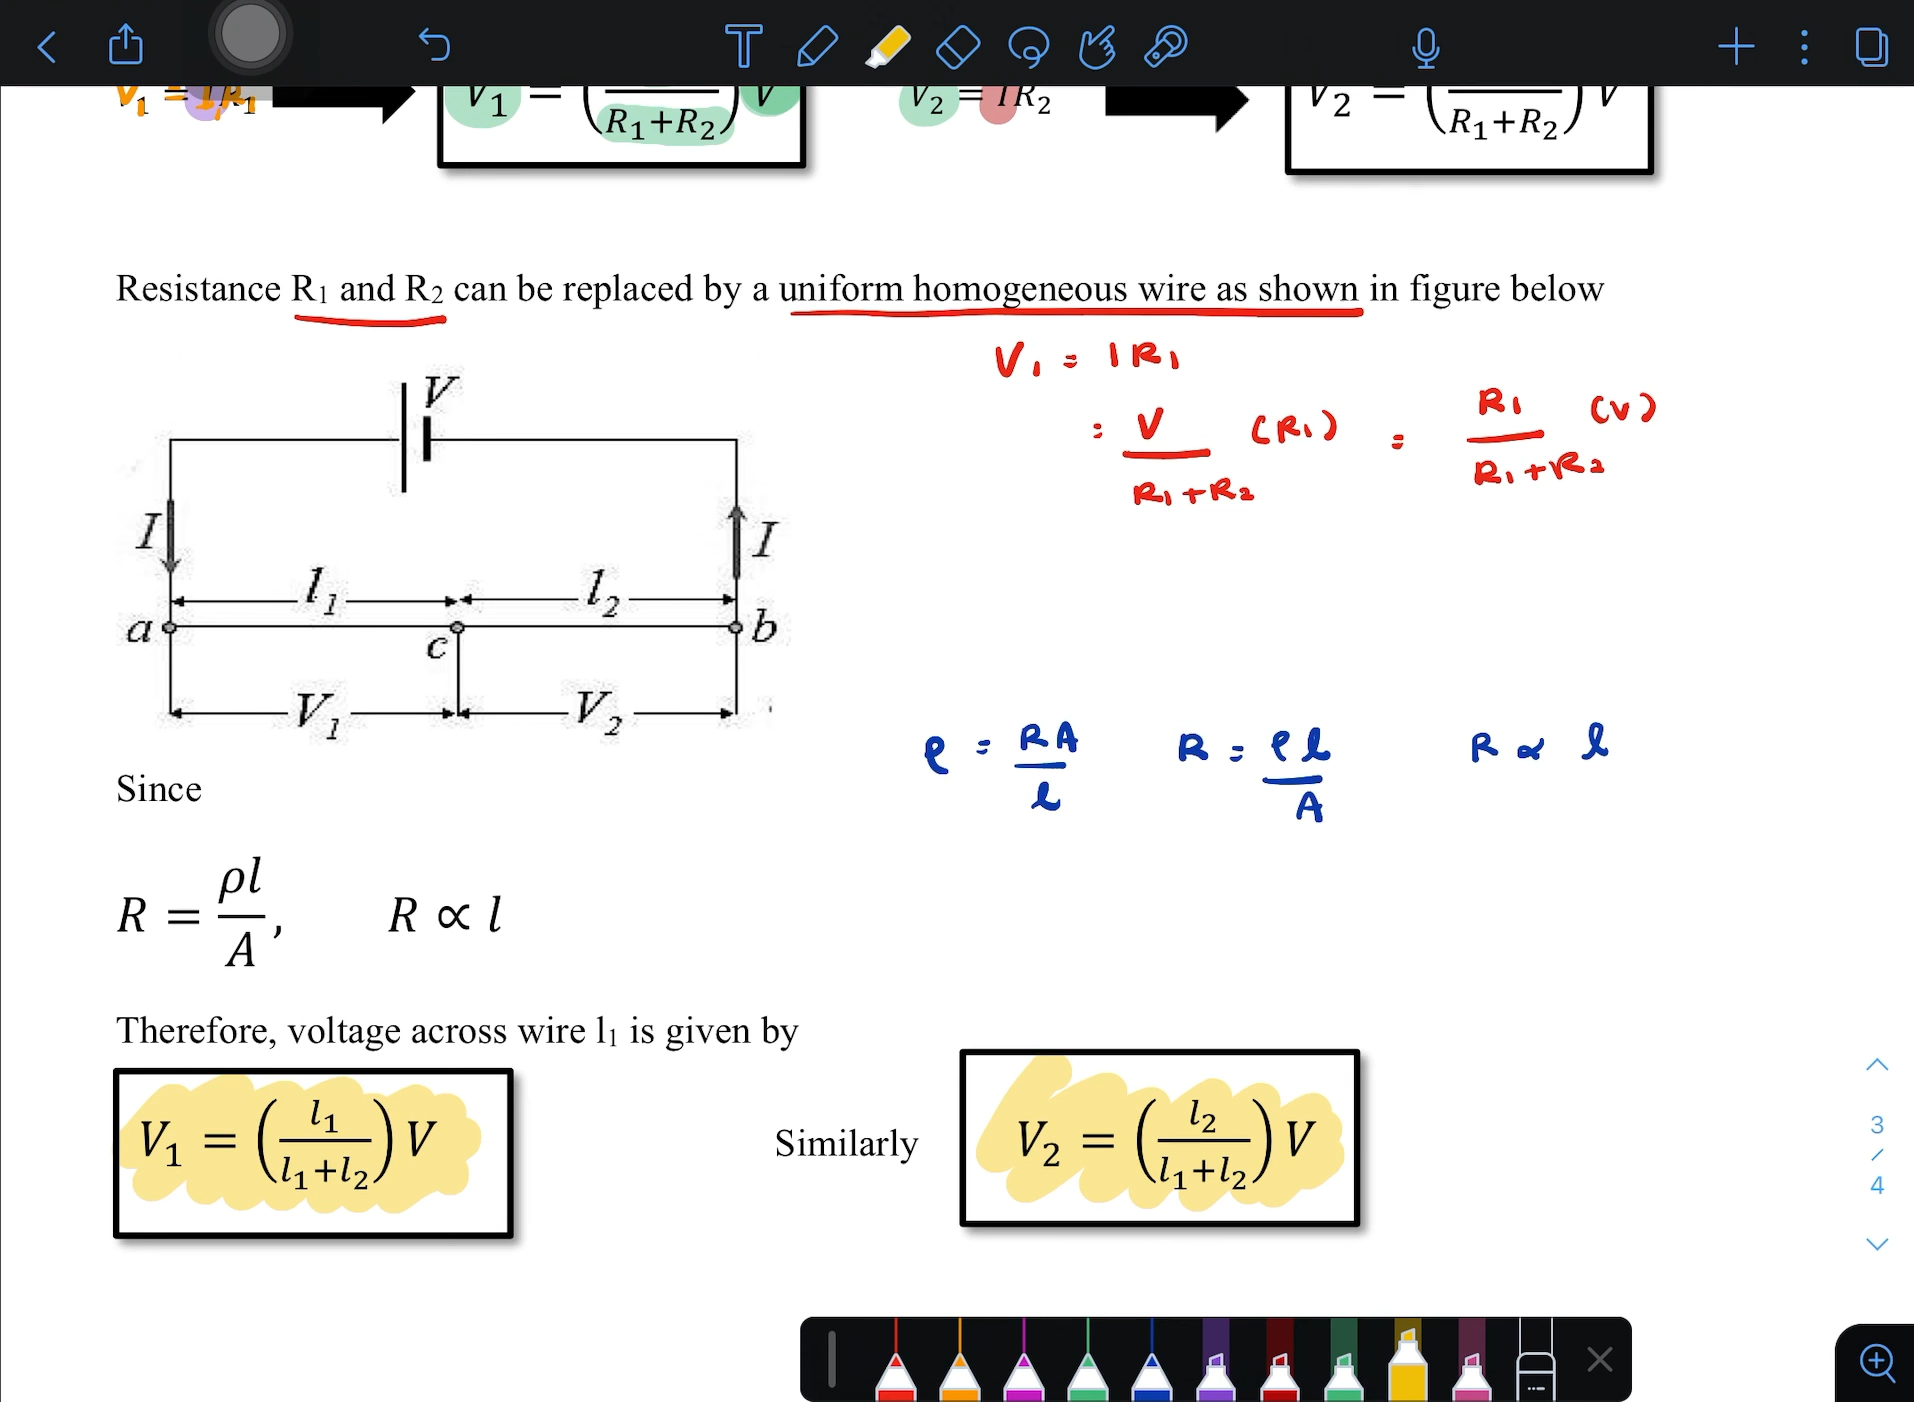 V₁ = IR₁
V₁ = ( / R₁+R₂) V
V₂ = IR₂
V₂ = ( / R₁+R₂) V
Resistance R₁ and R₂ can be replaced by a uniform homogeneous wire as shown in figure below
V₁ = IR₁
= V / R₁+R₂ (R₁) = R₁ / R₁+R₂ (V)
V
I
I
l₁
l₂
a
c
b
V₁
V₂
ρ = RA / l R = ρl / A R ∝ l
Since
R = ρl / A, R ∝ l
Therefore, voltage across wire l₁ is given by
V₁ = (l₁ / l₁+l₂) V
Similarly
V₂ = (l₂ / l₁+l₂) V
3
/
4